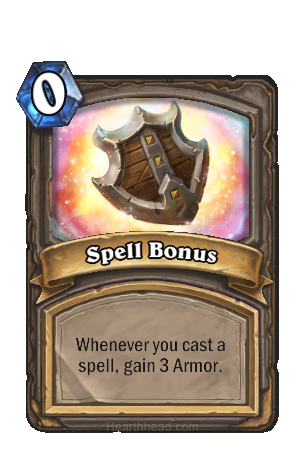 0
Spell Bonus
Whenever you cast a
spell, gain 3 Armor.
Hearthhead.com